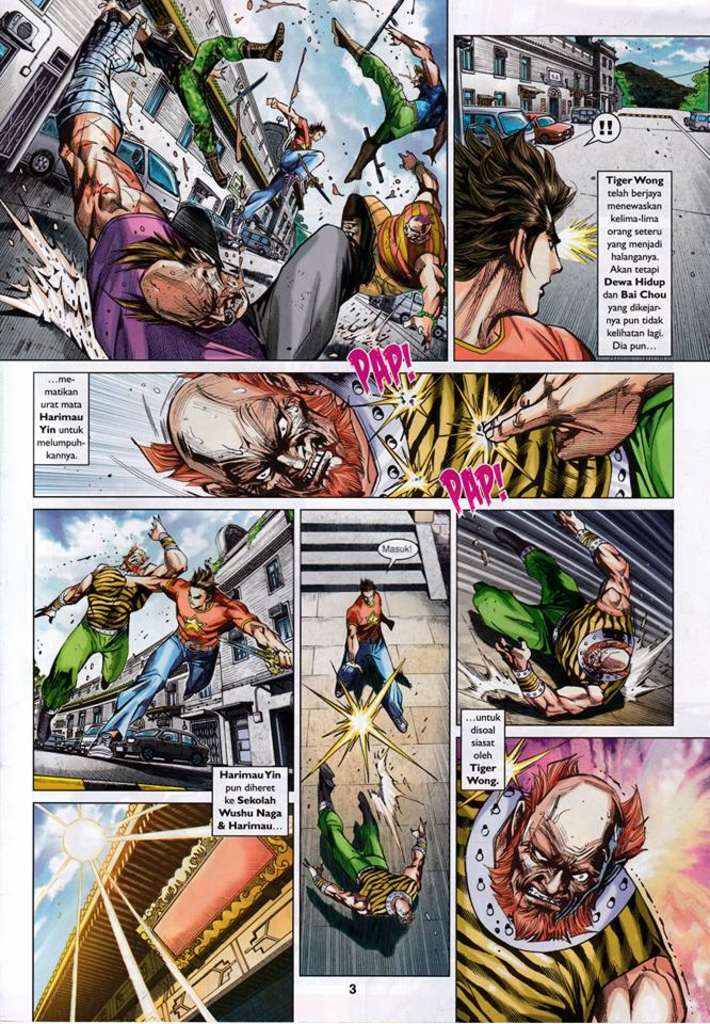 !!
Tiger Wong
telah berjaya
menewaskan
kelima-lima
orang seteru
yang menjadi
halangannya.
Akan tetapi
Dewa Hidup
dan Bai Chou
yang dikejar-
nya pun tidak
kelihatan lagi.
Dia pun…
…me-
matikan
urat mata
Harimau
Yin untuk
melumpuh-
kannya.
PAP!
PAP!
Harimau Yin
pun diheret
ke Sekolah
Wushu Naga
& Harimau…
Masuk!
…untuk
disoal
siasat
oleh
Tiger
Wong.
3